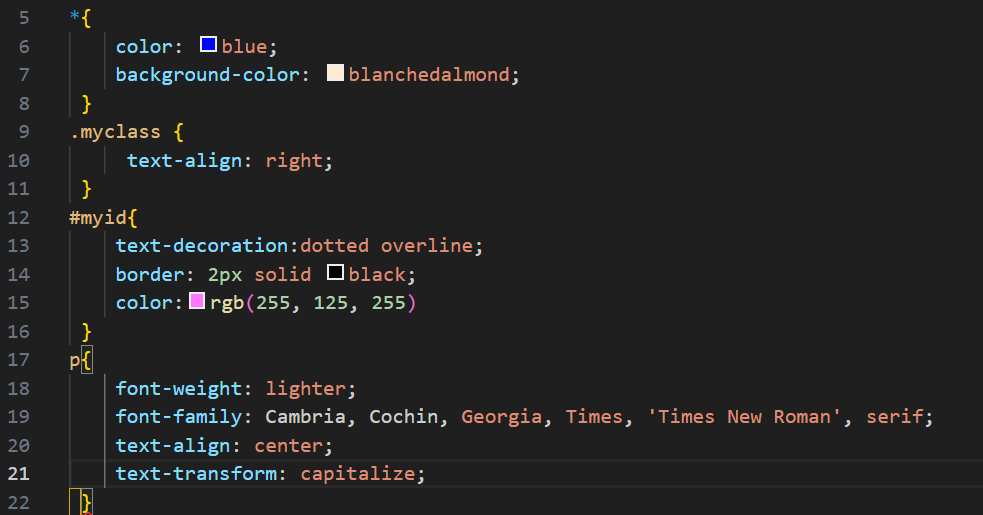 5 *{
6 color: blue;
7 background-color: blanchedalmond;
8 }
9 .myclass {
10 text-align: right;
11 }
12 #myid{
13 text-decoration:dotted overline;
14 border: 2px solid black;
15 color: rgb(255, 125, 255)
16 }
17 p{
18 font-weight: lighter;
19 font-family: Cambria, Cochin, Georgia, Times, 'Times New Roman', serif;
20 text-align: center;
21 text-transform: capitalize;
22 }